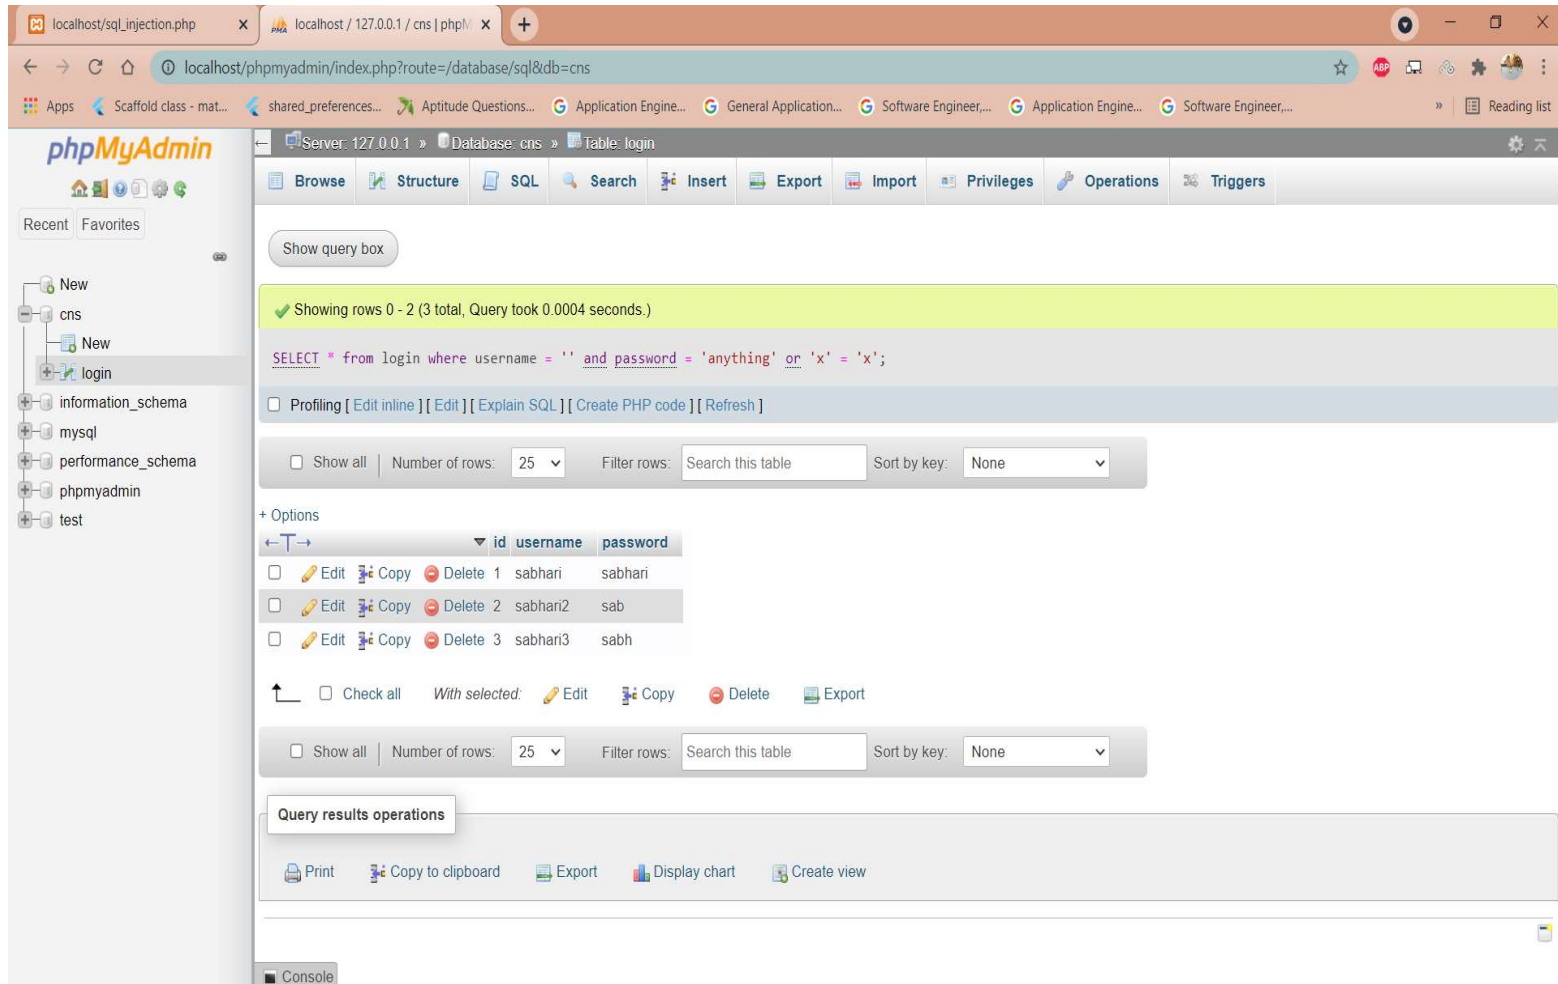 localhost/sql_injection.php x localhost / 127.0.0.1 / cns | phpM x +
localhost/phpmyadmin/index.php?route=/database/sql&db=cns ABP
Apps Scaffold class - mat... shared_preferences... Aptitude Questions... Application Engine... General Application... Software Engineer,... Application Engine... Software Engineer,... » Reading list
phpMyAdmin
Recent Favorites
New
cns
New
login
information_schema
mysql
performance_schema
phpmyadmin
test
Server: 127.0.0.1 » Database: cns » Table: login
Browse Structure SQL Search Insert Export Import Privileges Operations Triggers
Show query box
Showing rows 0 - 2 (3 total, Query took 0.0004 seconds.)
SELECT * from login where username = '' and password = 'anything' or 'x' = 'x';
Profiling [ Edit inline ] [ Edit ] [ Explain SQL ] [ Create PHP code ] [ Refresh ]
Show all | Number of rows: 25 Filter rows: Search this table Sort by key: None
+ Options
←T→ id username password
Edit Copy Delete 1 sabhari sabhari
Edit Copy Delete 2 sabhari2 sab
Edit Copy Delete 3 sabhari3 sabh
Check all With selected: Edit Copy Delete Export
Show all | Number of rows: 25 Filter rows: Search this table Sort by key: None
Query results operations
Print Copy to clipboard Export Display chart Create view
Console